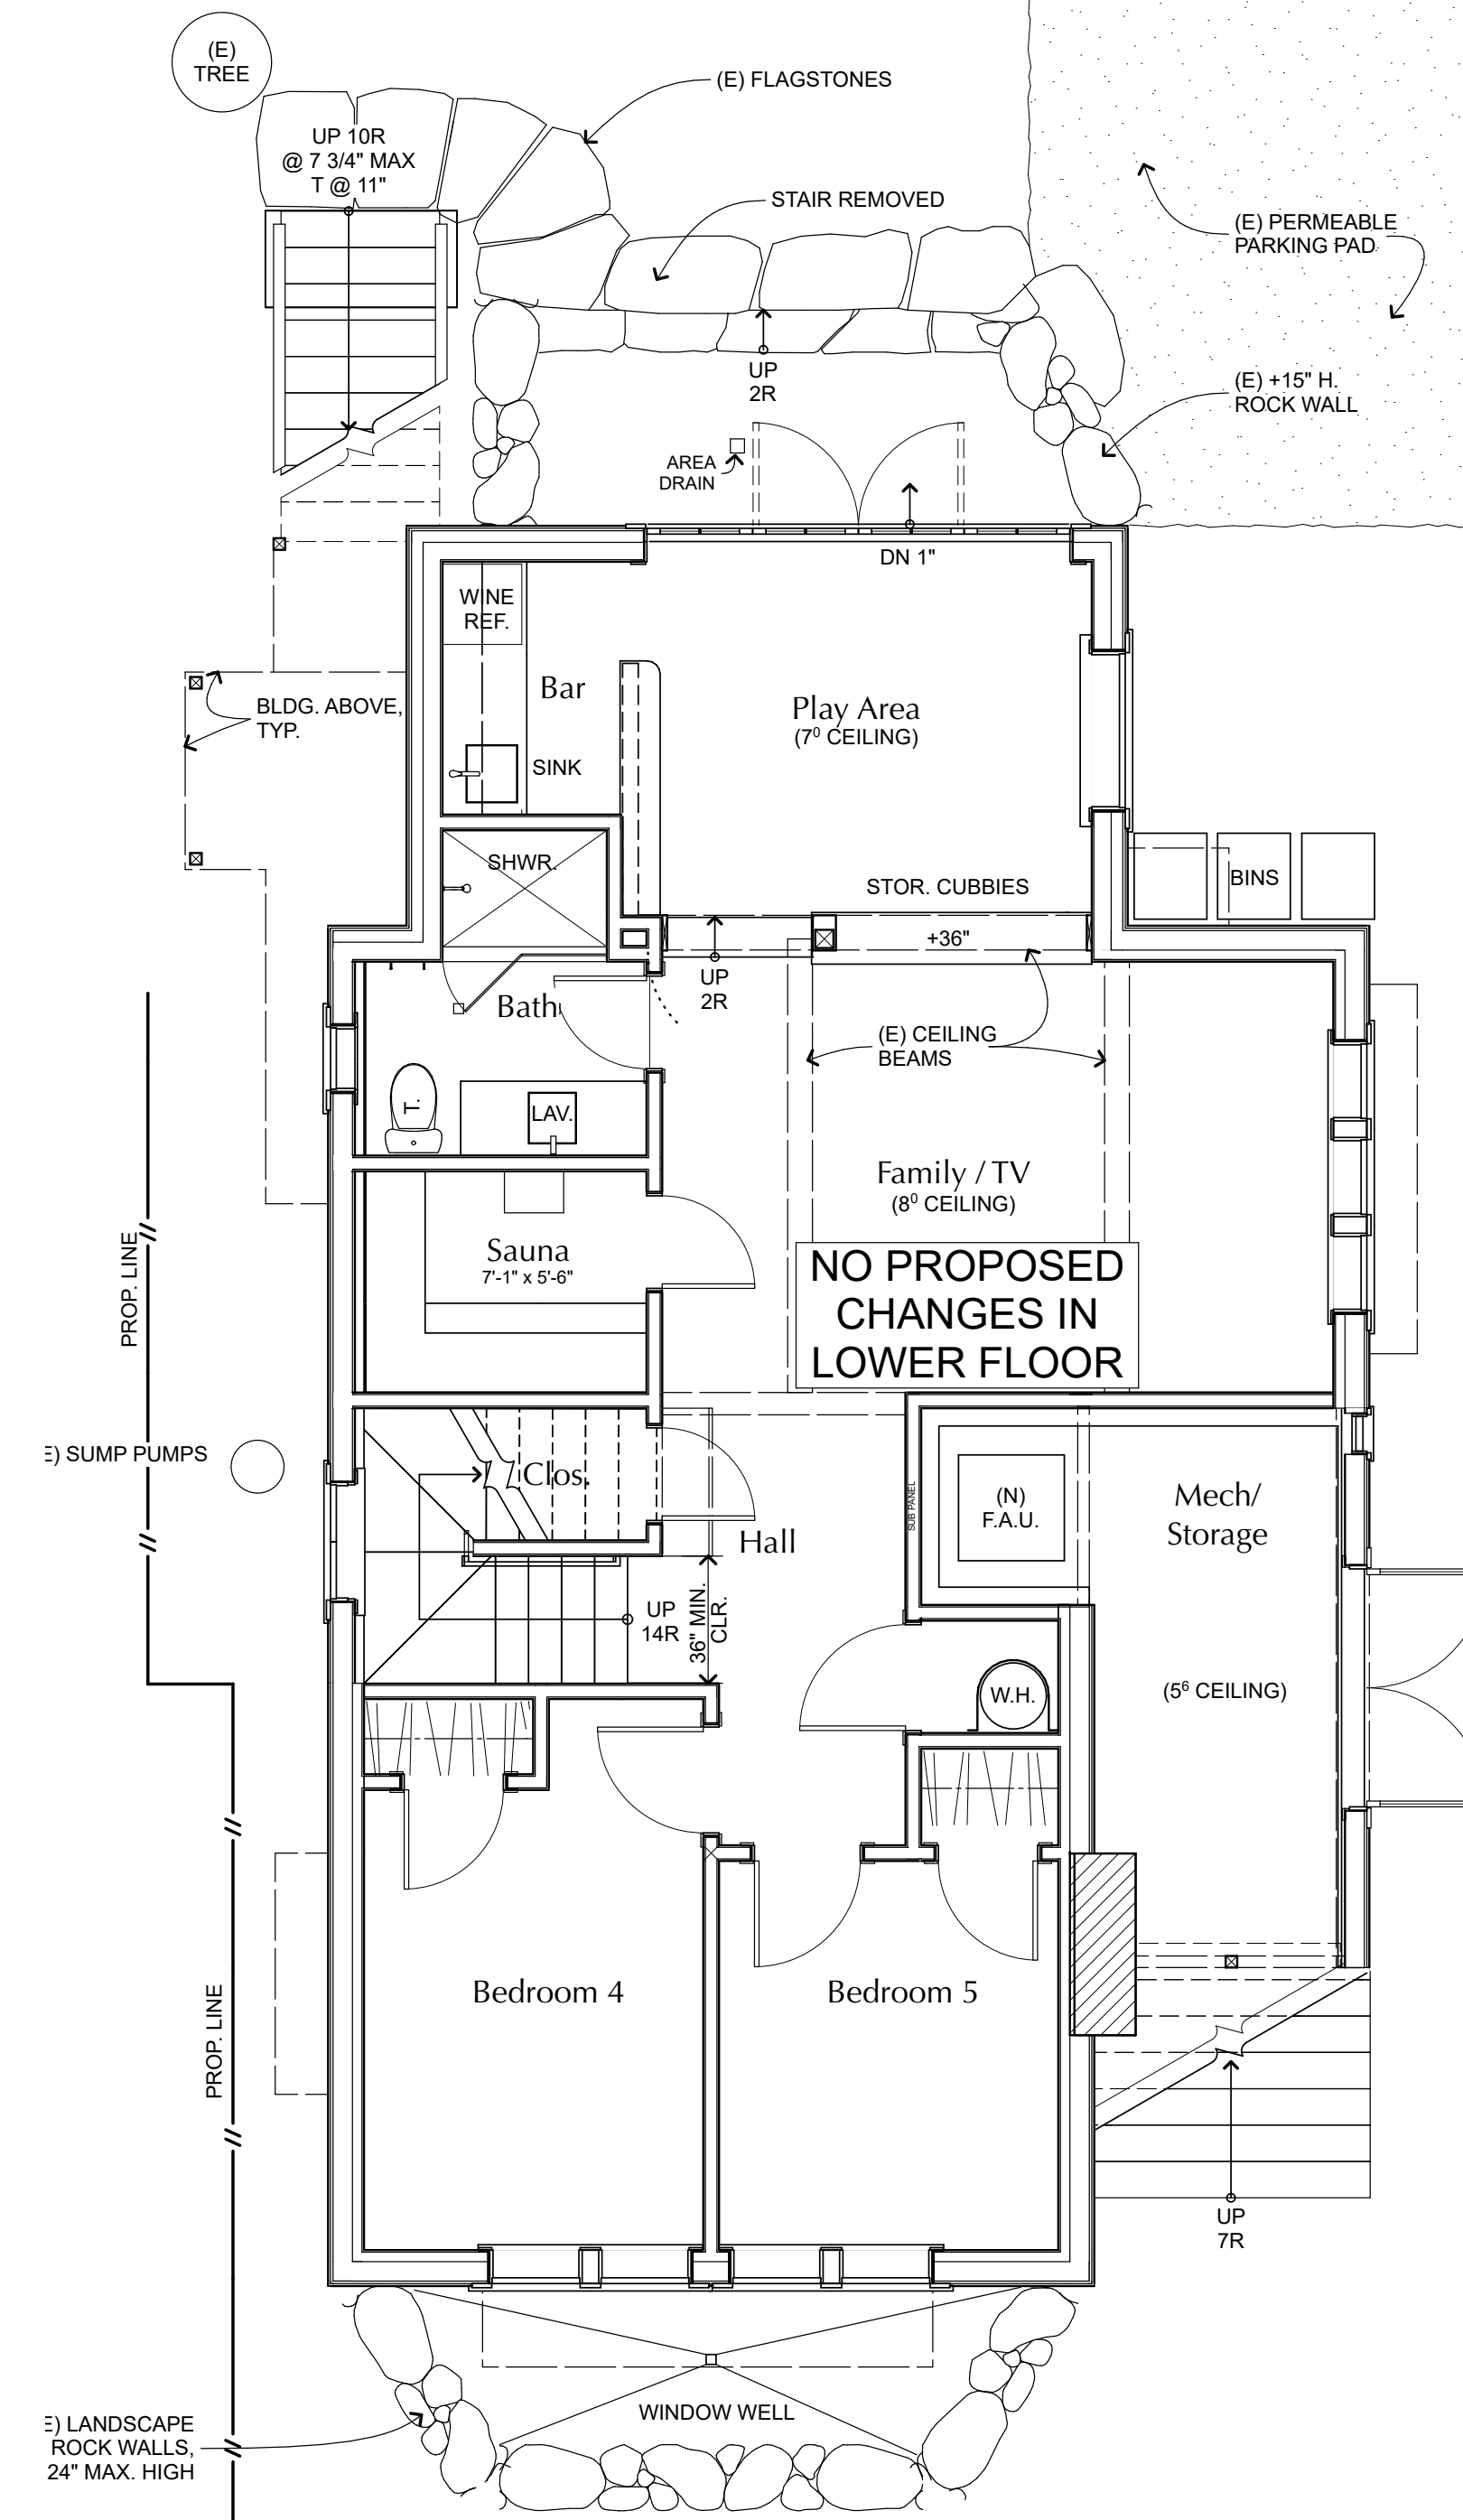 (E)
TREE
(E) FLAGSTONES
UP 10R
@ 7 3/4" MAX
T @ 11"
STAIR REMOVED
(E) PERMEABLE
PARKING PAD
UP
2R
(E) +15" H.
ROCK WALL
AREA
DRAIN
DN 1"
WINE
REF.
Bar
Play Area
(7⁰ CEILING)
BLDG. ABOVE,
TYP.
SINK
SHWR.
STOR. CUBBIES
BINS
+36"
UP
2R
Bath
(E) CEILING
BEAMS
T.
LAV.
Family / TV
(8⁰ CEILING)
PROP. LINE
Sauna
7'-1" x 5'-6"
NO PROPOSED
CHANGES IN
LOWER FLOOR
E) SUMP PUMPS
Clos.
SUB PANEL
(N)
F.A.U.
Mech/
Storage
Hall
UP
14R
36" MIN.
CLR.
W.H.
(5⁶ CEILING)
PROP. LINE
Bedroom 4
Bedroom 5
UP
7R
WINDOW WELL
E) LANDSCAPE
ROCK WALLS,
24" MAX. HIGH